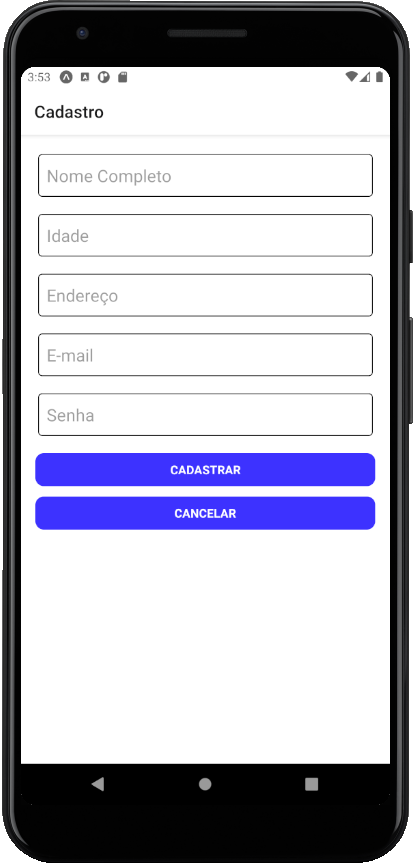 3:53
Cadastro
Nome Completo
Idade
Endereço
E-mail
Senha
CADASTRAR
CANCELAR